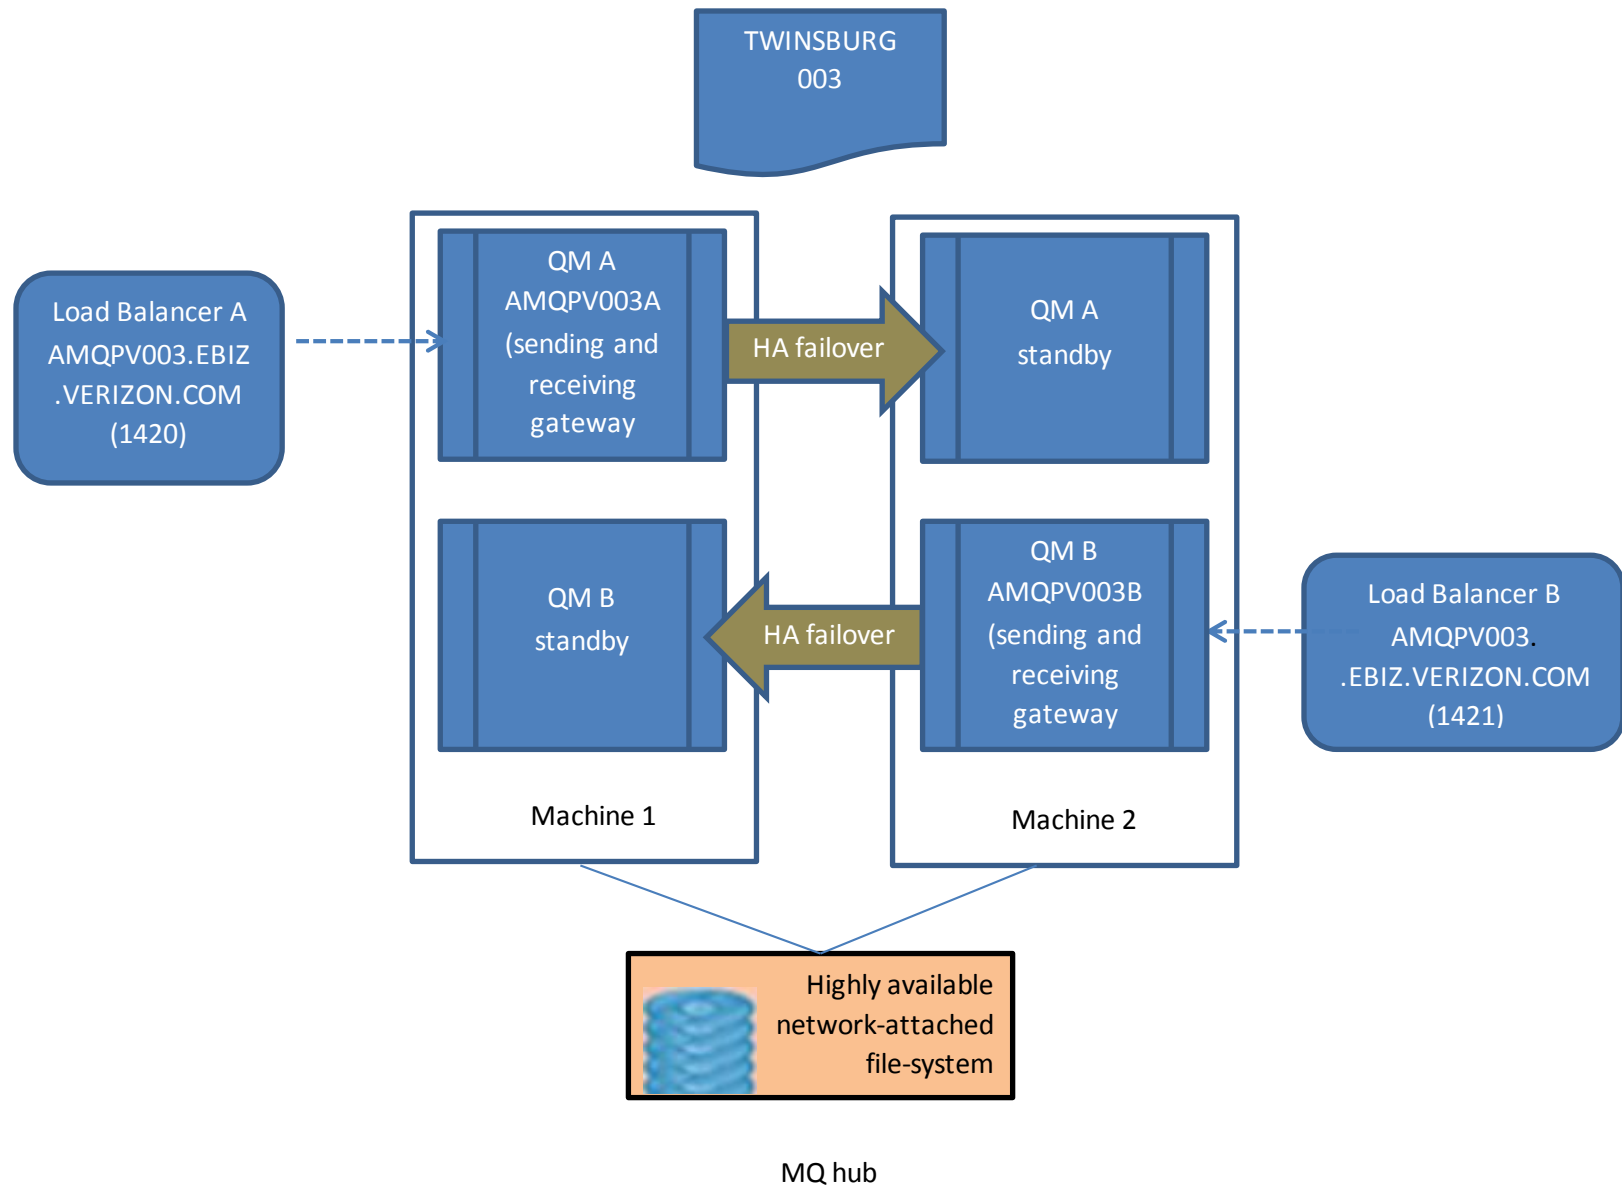 TWINSBURG
003
Load Balancer A
AMQPV003.EBIZ
.VERIZON.COM
(1420)
QM A
AMQPV003A
(sending and
receiving
gateway
HA failover
QM A
standby
QM B
standby
HA failover
QM B
AMQPV003B
(sending and
receiving
gateway
Load Balancer B
AMQPV003.
.EBIZ.VERIZON.COM
(1421)
Machine 1
Machine 2
Highly available
network-attached
file-system
MQ hub